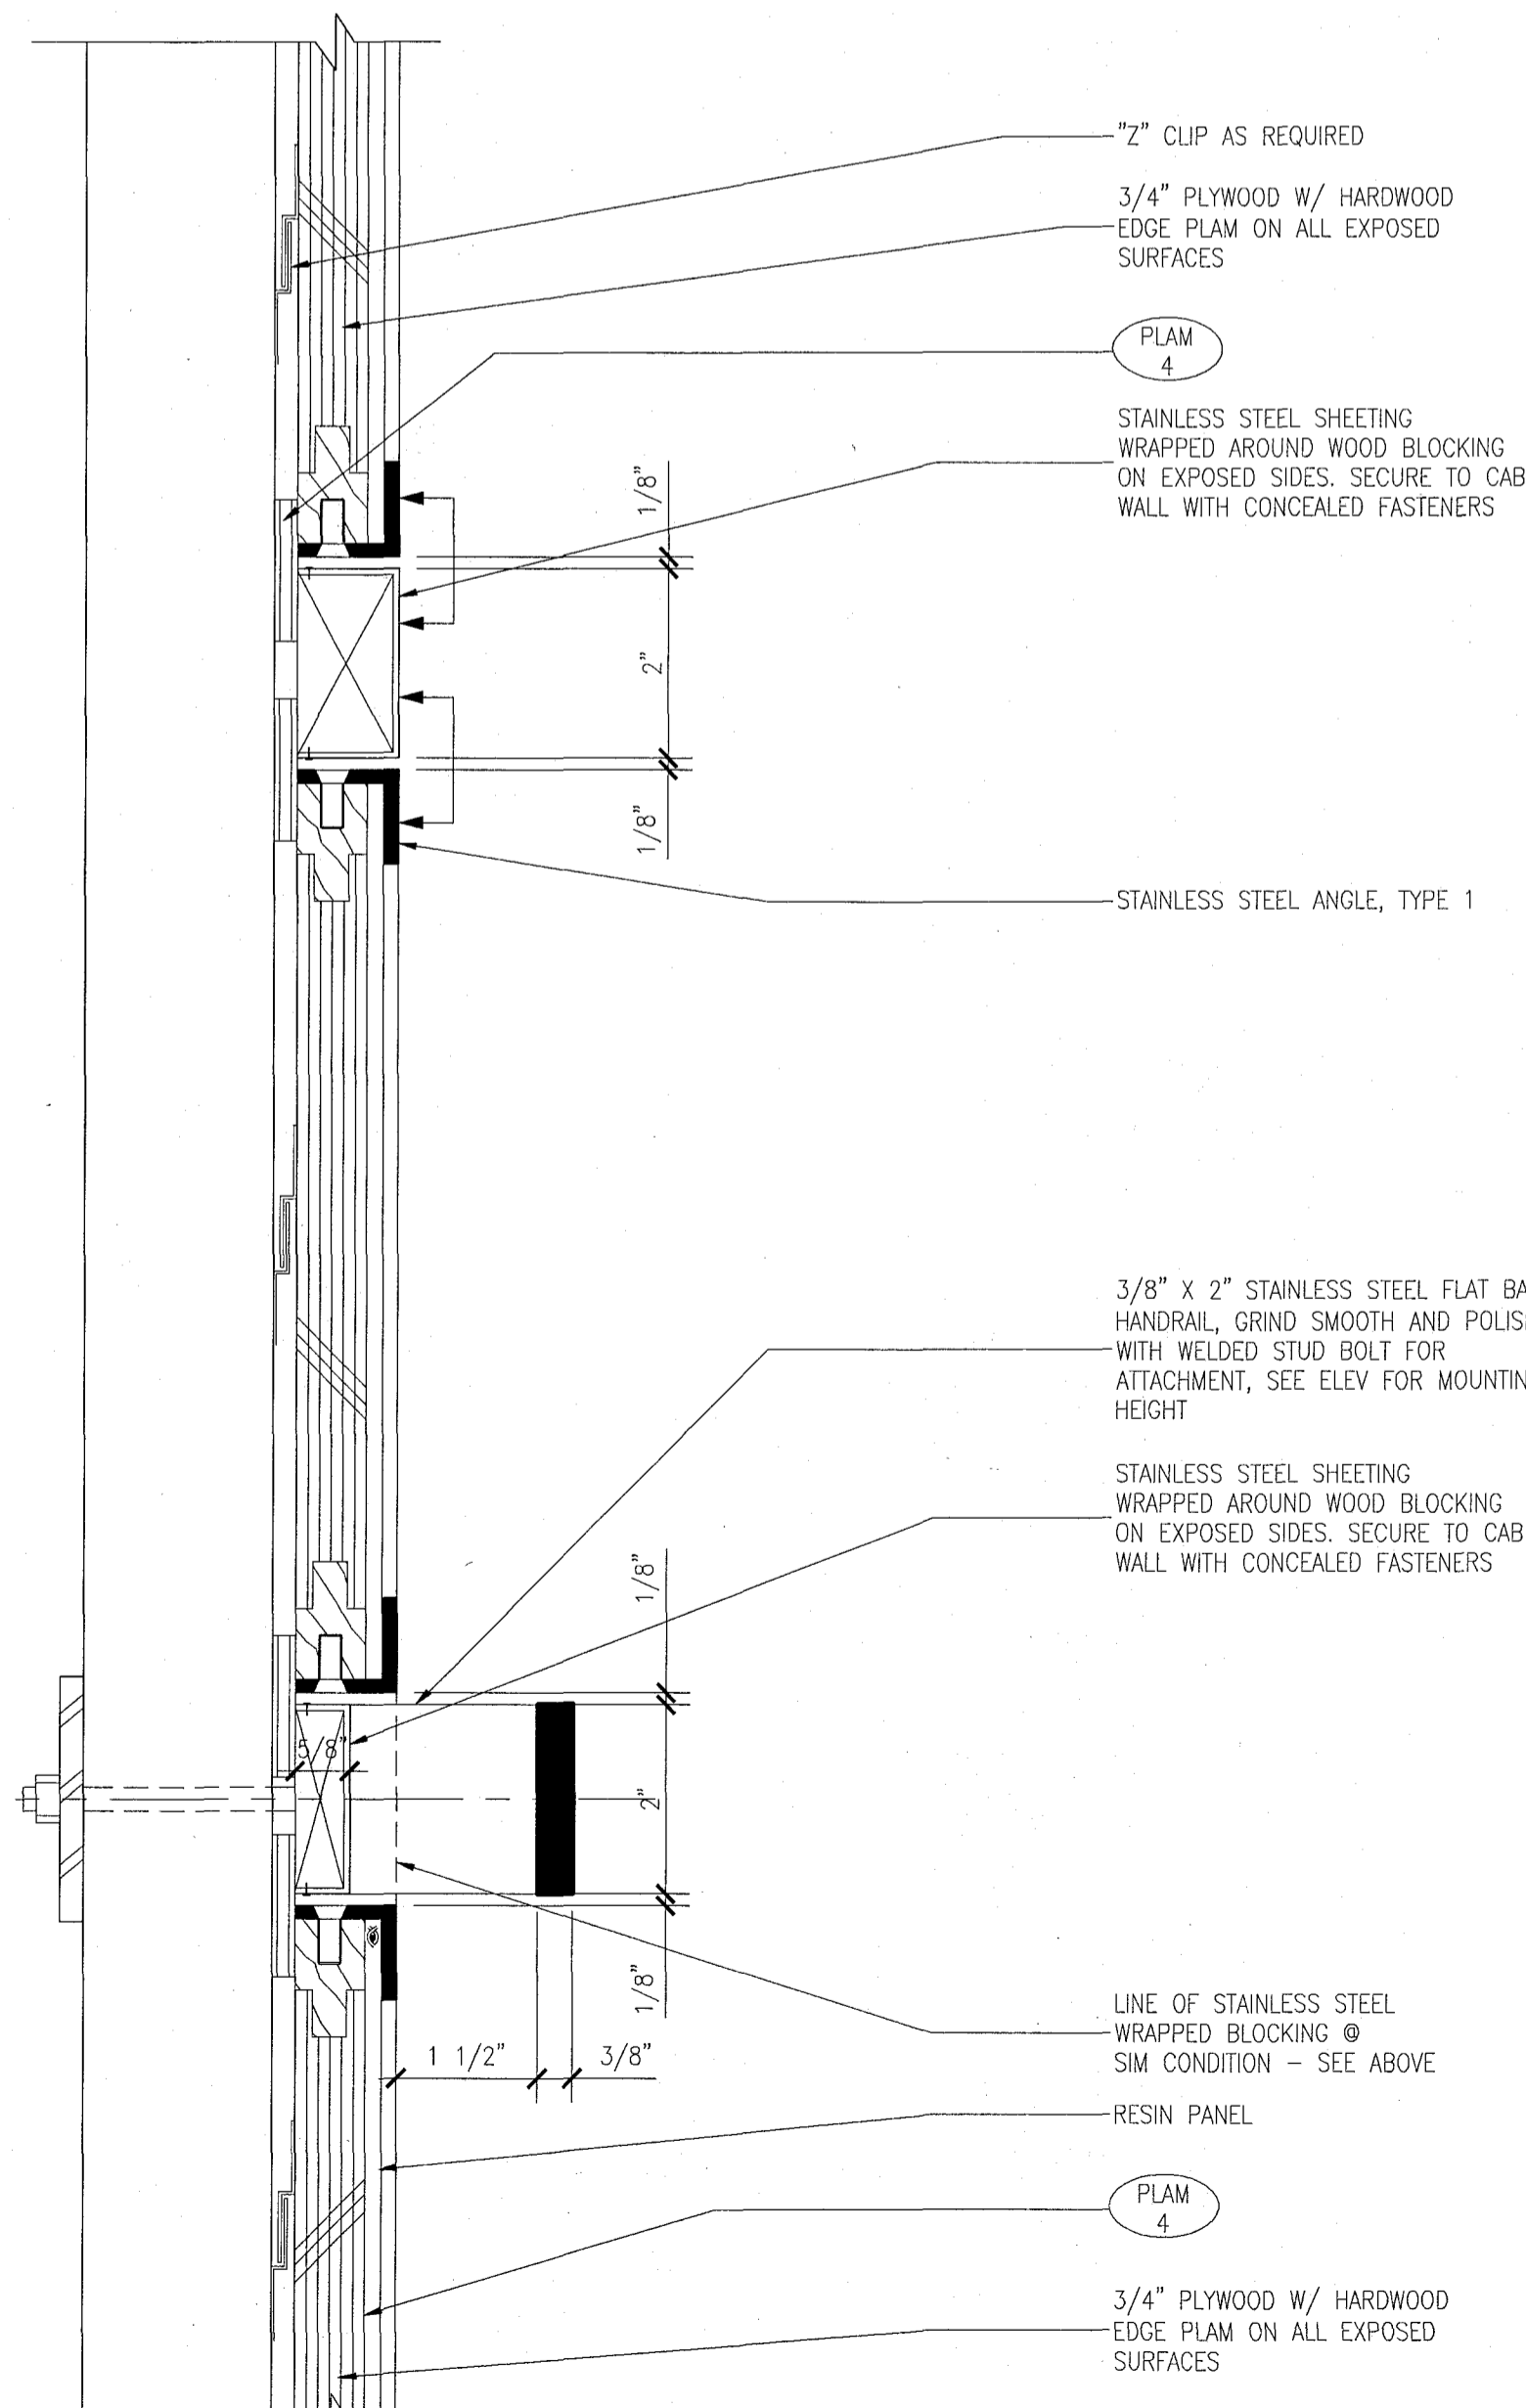 "Z" CLIP AS REQUIRED
3/4" PLYWOOD W/ HARDWOOD
EDGE PLAM ON ALL EXPOSED
SURFACES
PLAM
4
STAINLESS STEEL SHEETING
WRAPPED AROUND WOOD BLOCKING
ON EXPOSED SIDES. SECURE TO CAB
WALL WITH CONCEALED FASTENERS
1/8"
2"
1/8"
STAINLESS STEEL ANGLE, TYPE 1
3/8" X 2" STAINLESS STEEL FLAT BA
HANDRAIL, GRIND SMOOTH AND POLIS
WITH WELDED STUD BOLT FOR
ATTACHMENT, SEE ELEV FOR MOUNTIN
HEIGHT
STAINLESS STEEL SHEETING
WRAPPED AROUND WOOD BLOCKING
ON EXPOSED SIDES. SECURE TO CAB
WALL WITH CONCEALED FASTENERS
1/8"
5/8"
2"
1/8"
1 1/2"
3/8"
LINE OF STAINLESS STEEL
WRAPPED BLOCKING @
SIM CONDITION – SEE ABOVE
RESIN PANEL
PLAM
4
3/4" PLYWOOD W/ HARDWOOD
EDGE PLAM ON ALL EXPOSED
SURFACES